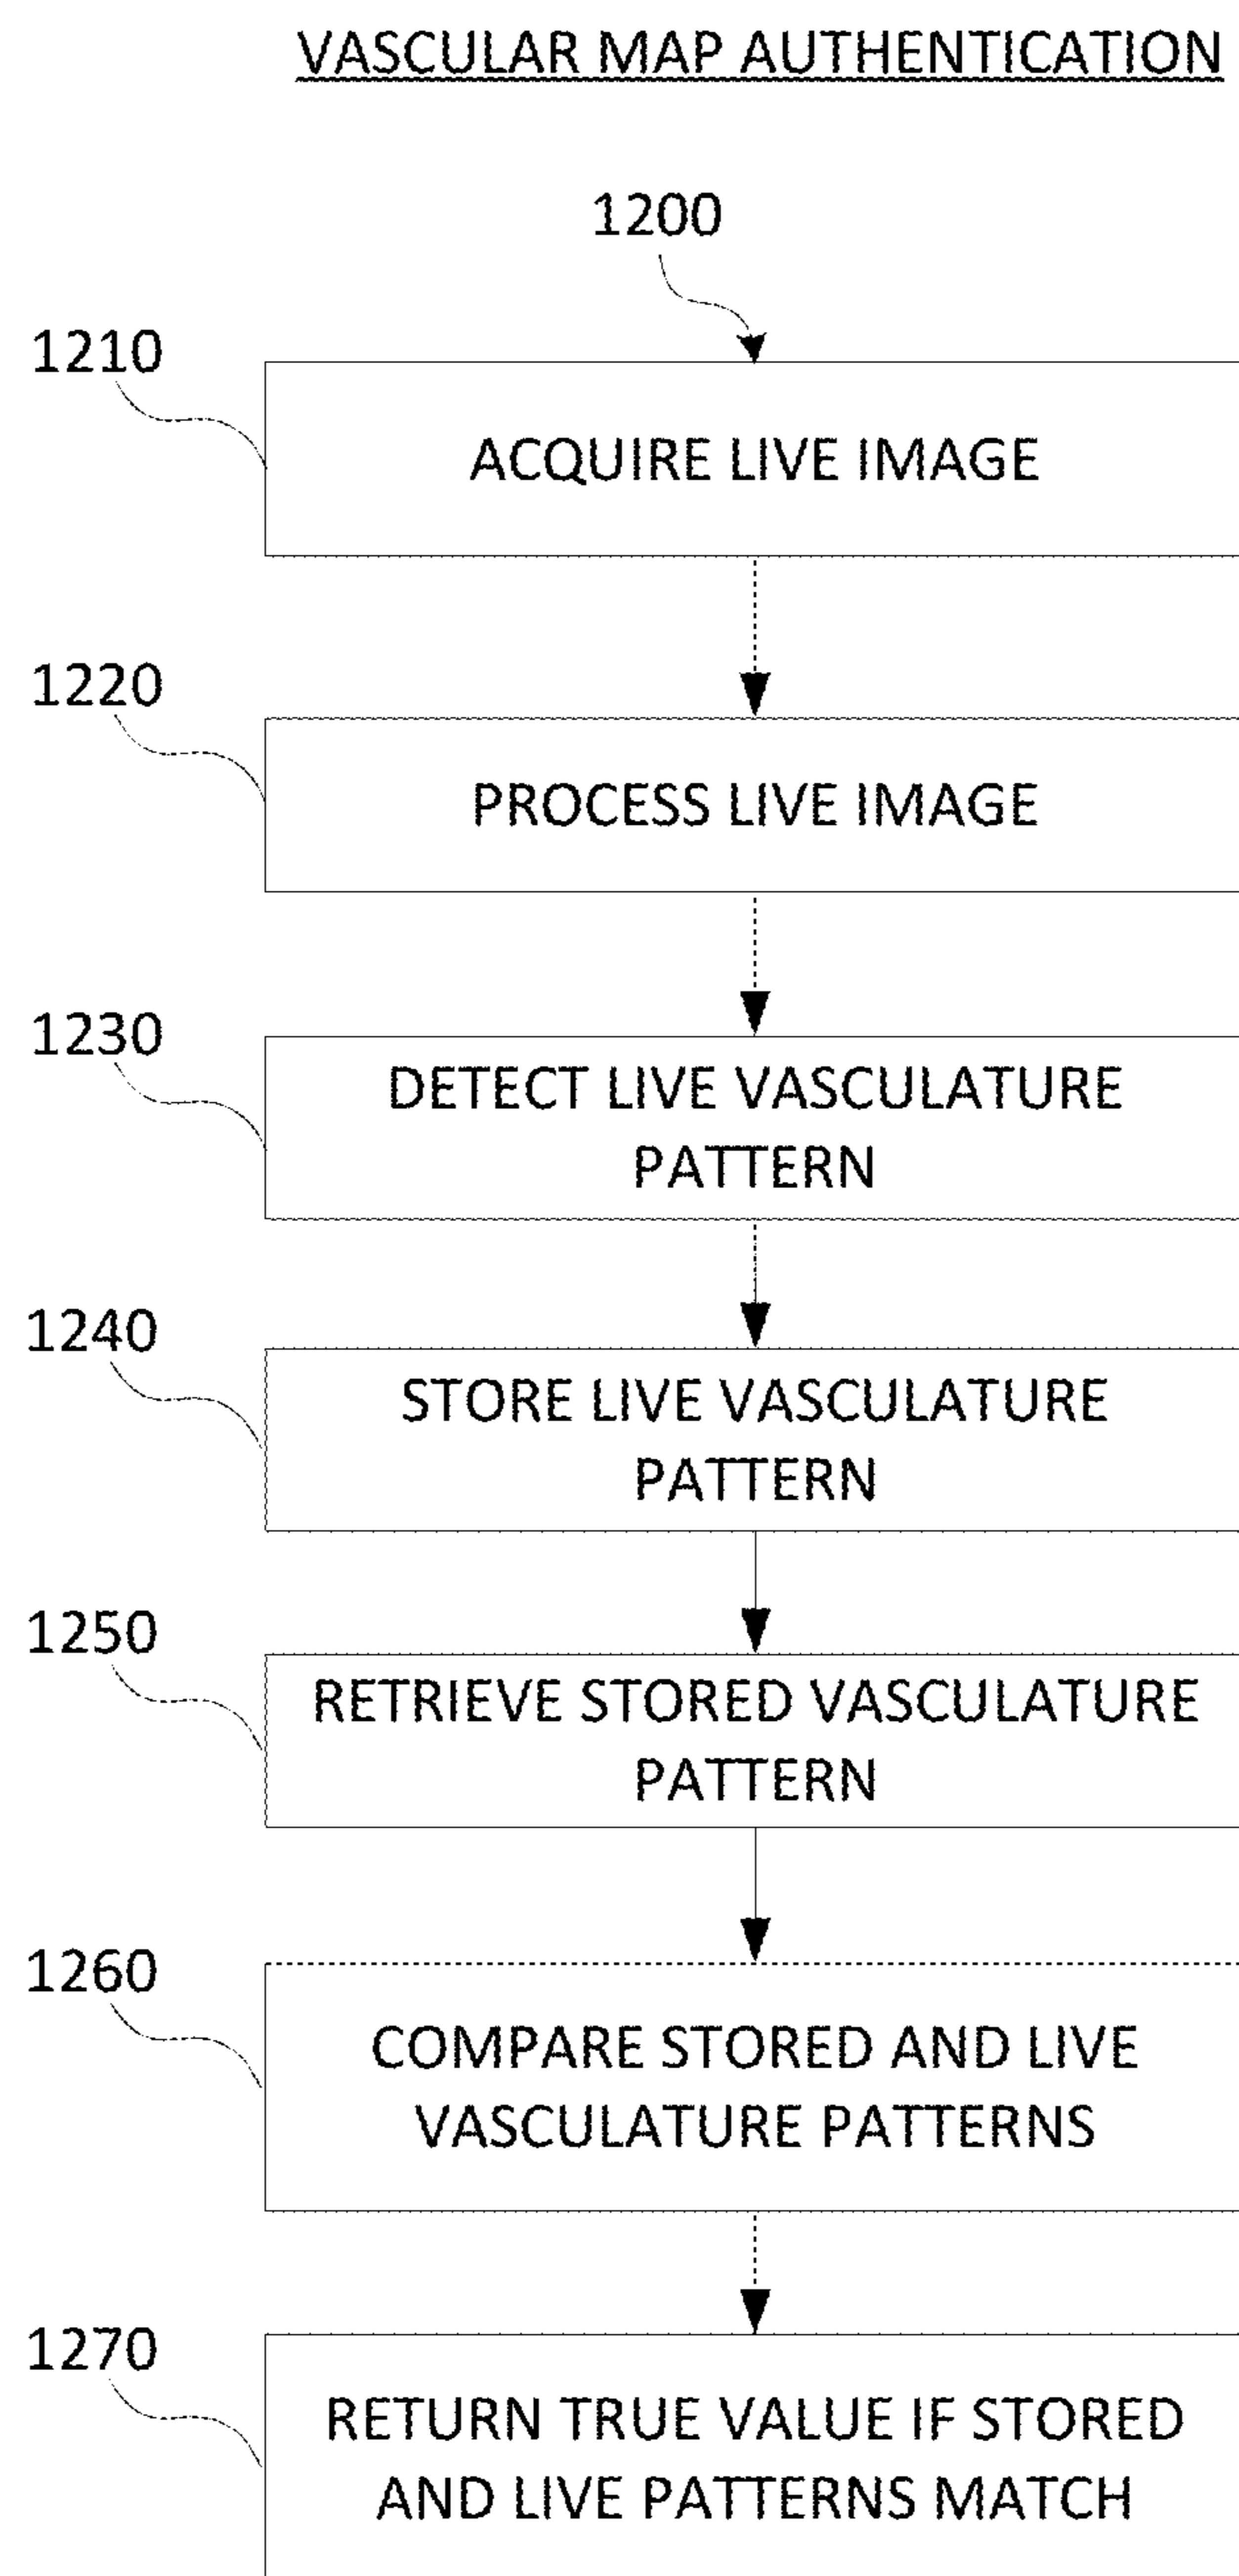 VASCULAR MAP AUTHENTICATION
1200
1210
ACQUIRE LIVE IMAGE
1220
PROCESS LIVE IMAGE
1230
DETECT LIVE VASCULATURE
PATTERN
1240
STORE LIVE VASCULATURE
PATTERN
1250
RETRIEVE STORED VASCULATURE
PATTERN
1260
COMPARE STORED AND LIVE
VASCULATURE PATTERNS
1270
RETURN TRUE VALUE IF STORED
AND LIVE PATTERNS MATCH